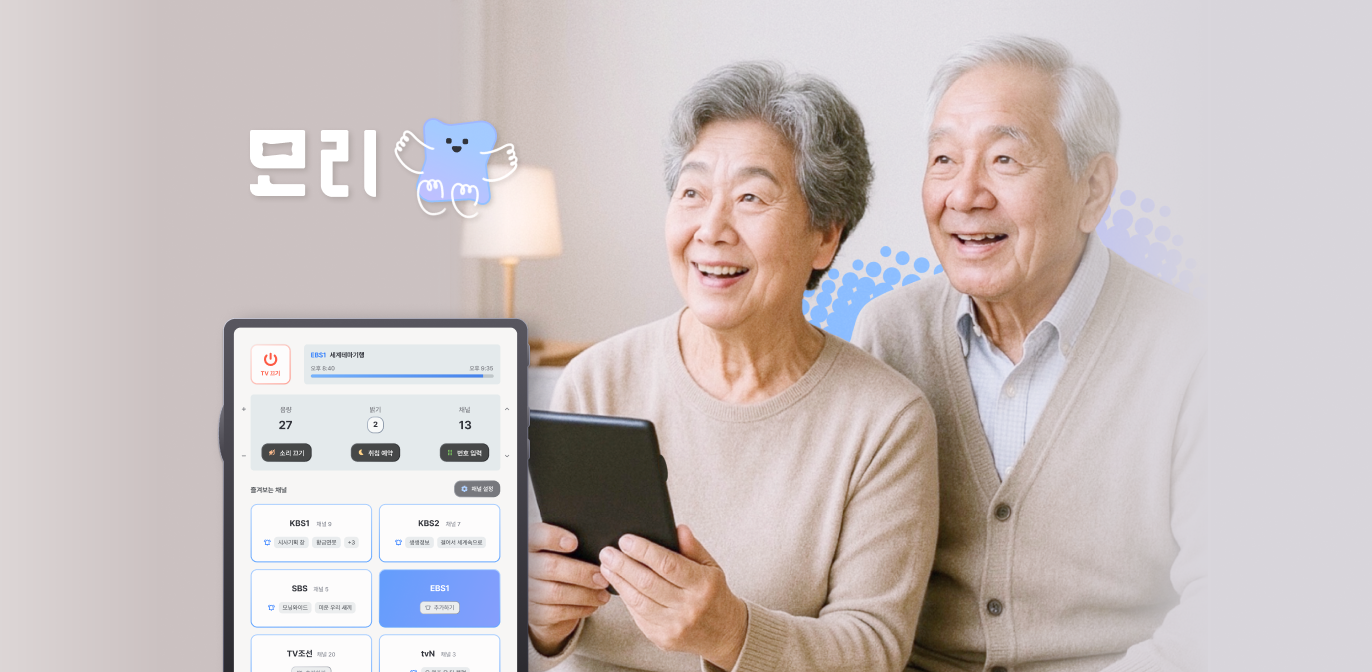 모리
TV 끄기
EBS1 세계테마기행
오후 8:40 오후 9:35
음량 밝기 채널
27 2 13
소리 끄기 취침 예약 번호 입력
즐겨보는 채널 채널 설정
KBS1 채널 9 KBS2 채널 7
시사기획 창 황금연못 +3 생생정보 걸어서 세계속으로
SBS 채널 5 EBS1
모닝와이드 미운 우리 새끼 추가하기
TV조선 채널 20 tvN 채널 3